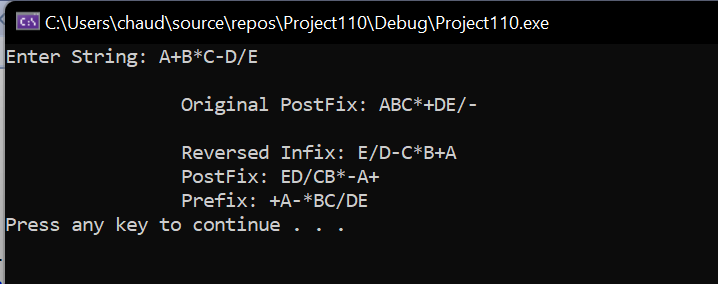 C:\Users\chaud\source\repos\Project110\Debug\Project110.exe
Enter String: A+B*C-D/E
Original PostFix: ABC*+DE/-
Reversed Infix: E/D-C*B+A
PostFix: ED/CB*-A+
Prefix: +A-*BC/DE
Press any key to continue . . .